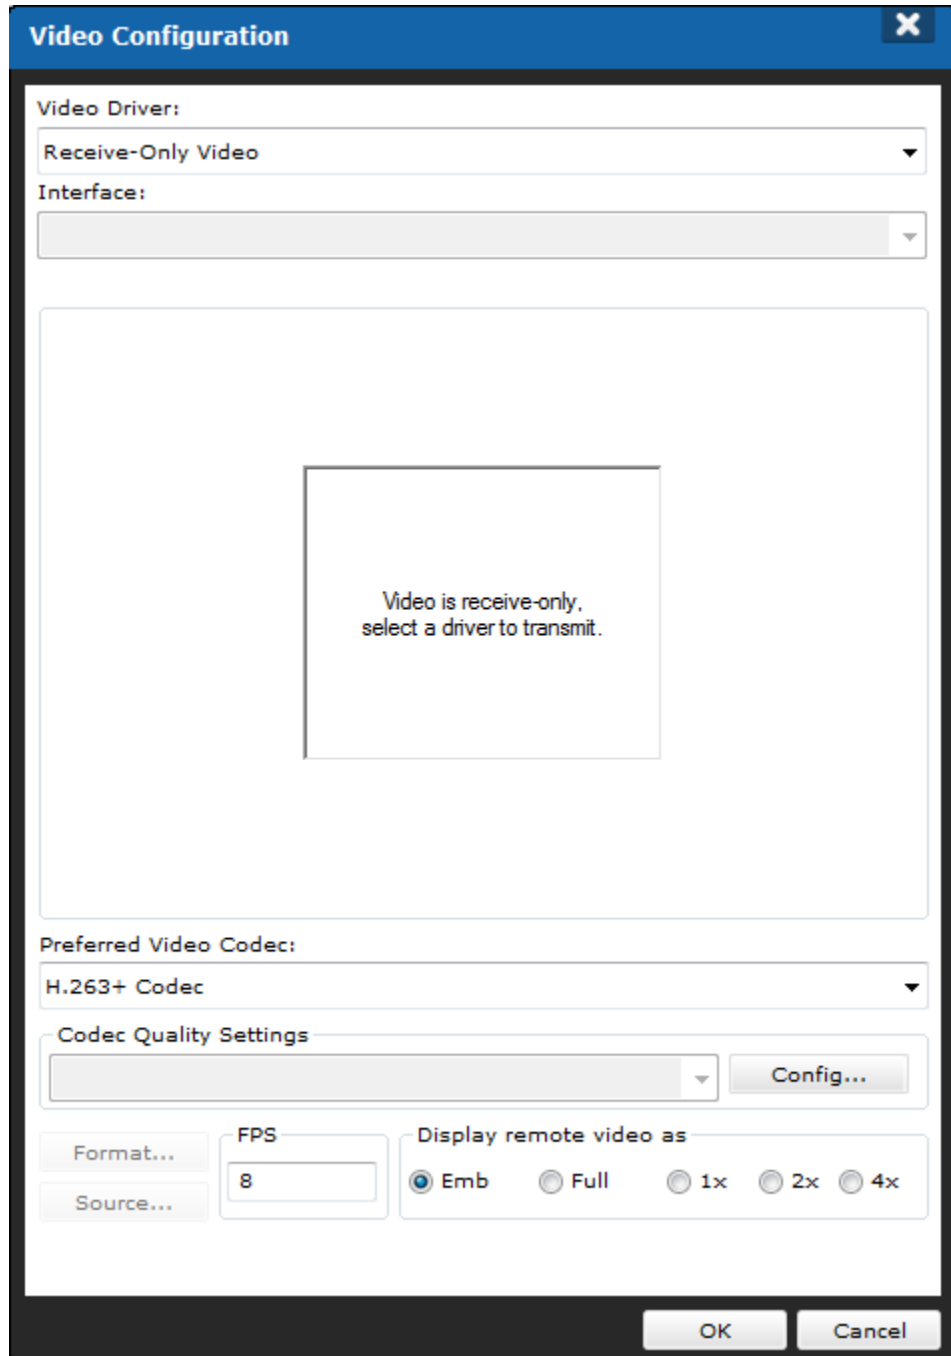 Video Configuration
Video Driver:
Receive-Only Video
Interface:
Video is receive-only,
select a driver to transmit.
Preferred Video Codec:
H.263+ Codec
Codec Quality Settings
Config...
Format...
Source...
FPS
8
Display remote video as
Emb Full 1x 2x 4x
OK Cancel